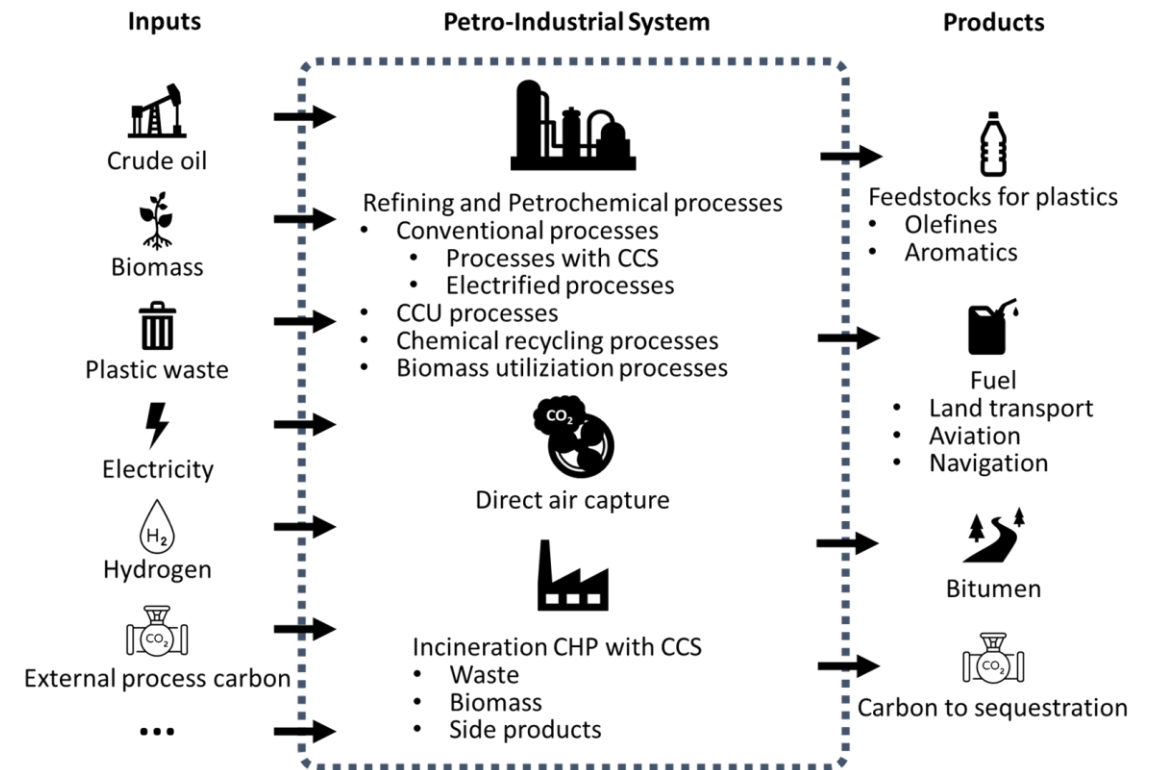 Inputs
Crude oil
Biomass
Plastic waste
Electricity
H2
Hydrogen
CO2
External process carbon
...
Petro-Industrial System
Refining and Petrochemical processes
• Conventional processes
• Processes with CCS
• Electrified processes
• CCU processes
• Chemical recycling processes
• Biomass utiliziation processes
CO2
Direct air capture
Incineration CHP with CCS
• Waste
• Biomass
• Side products
Products
Feedstocks for plastics
• Olefines
• Aromatics
Fuel
• Land transport
• Aviation
• Navigation
Bitumen
CO2
Carbon to sequestration